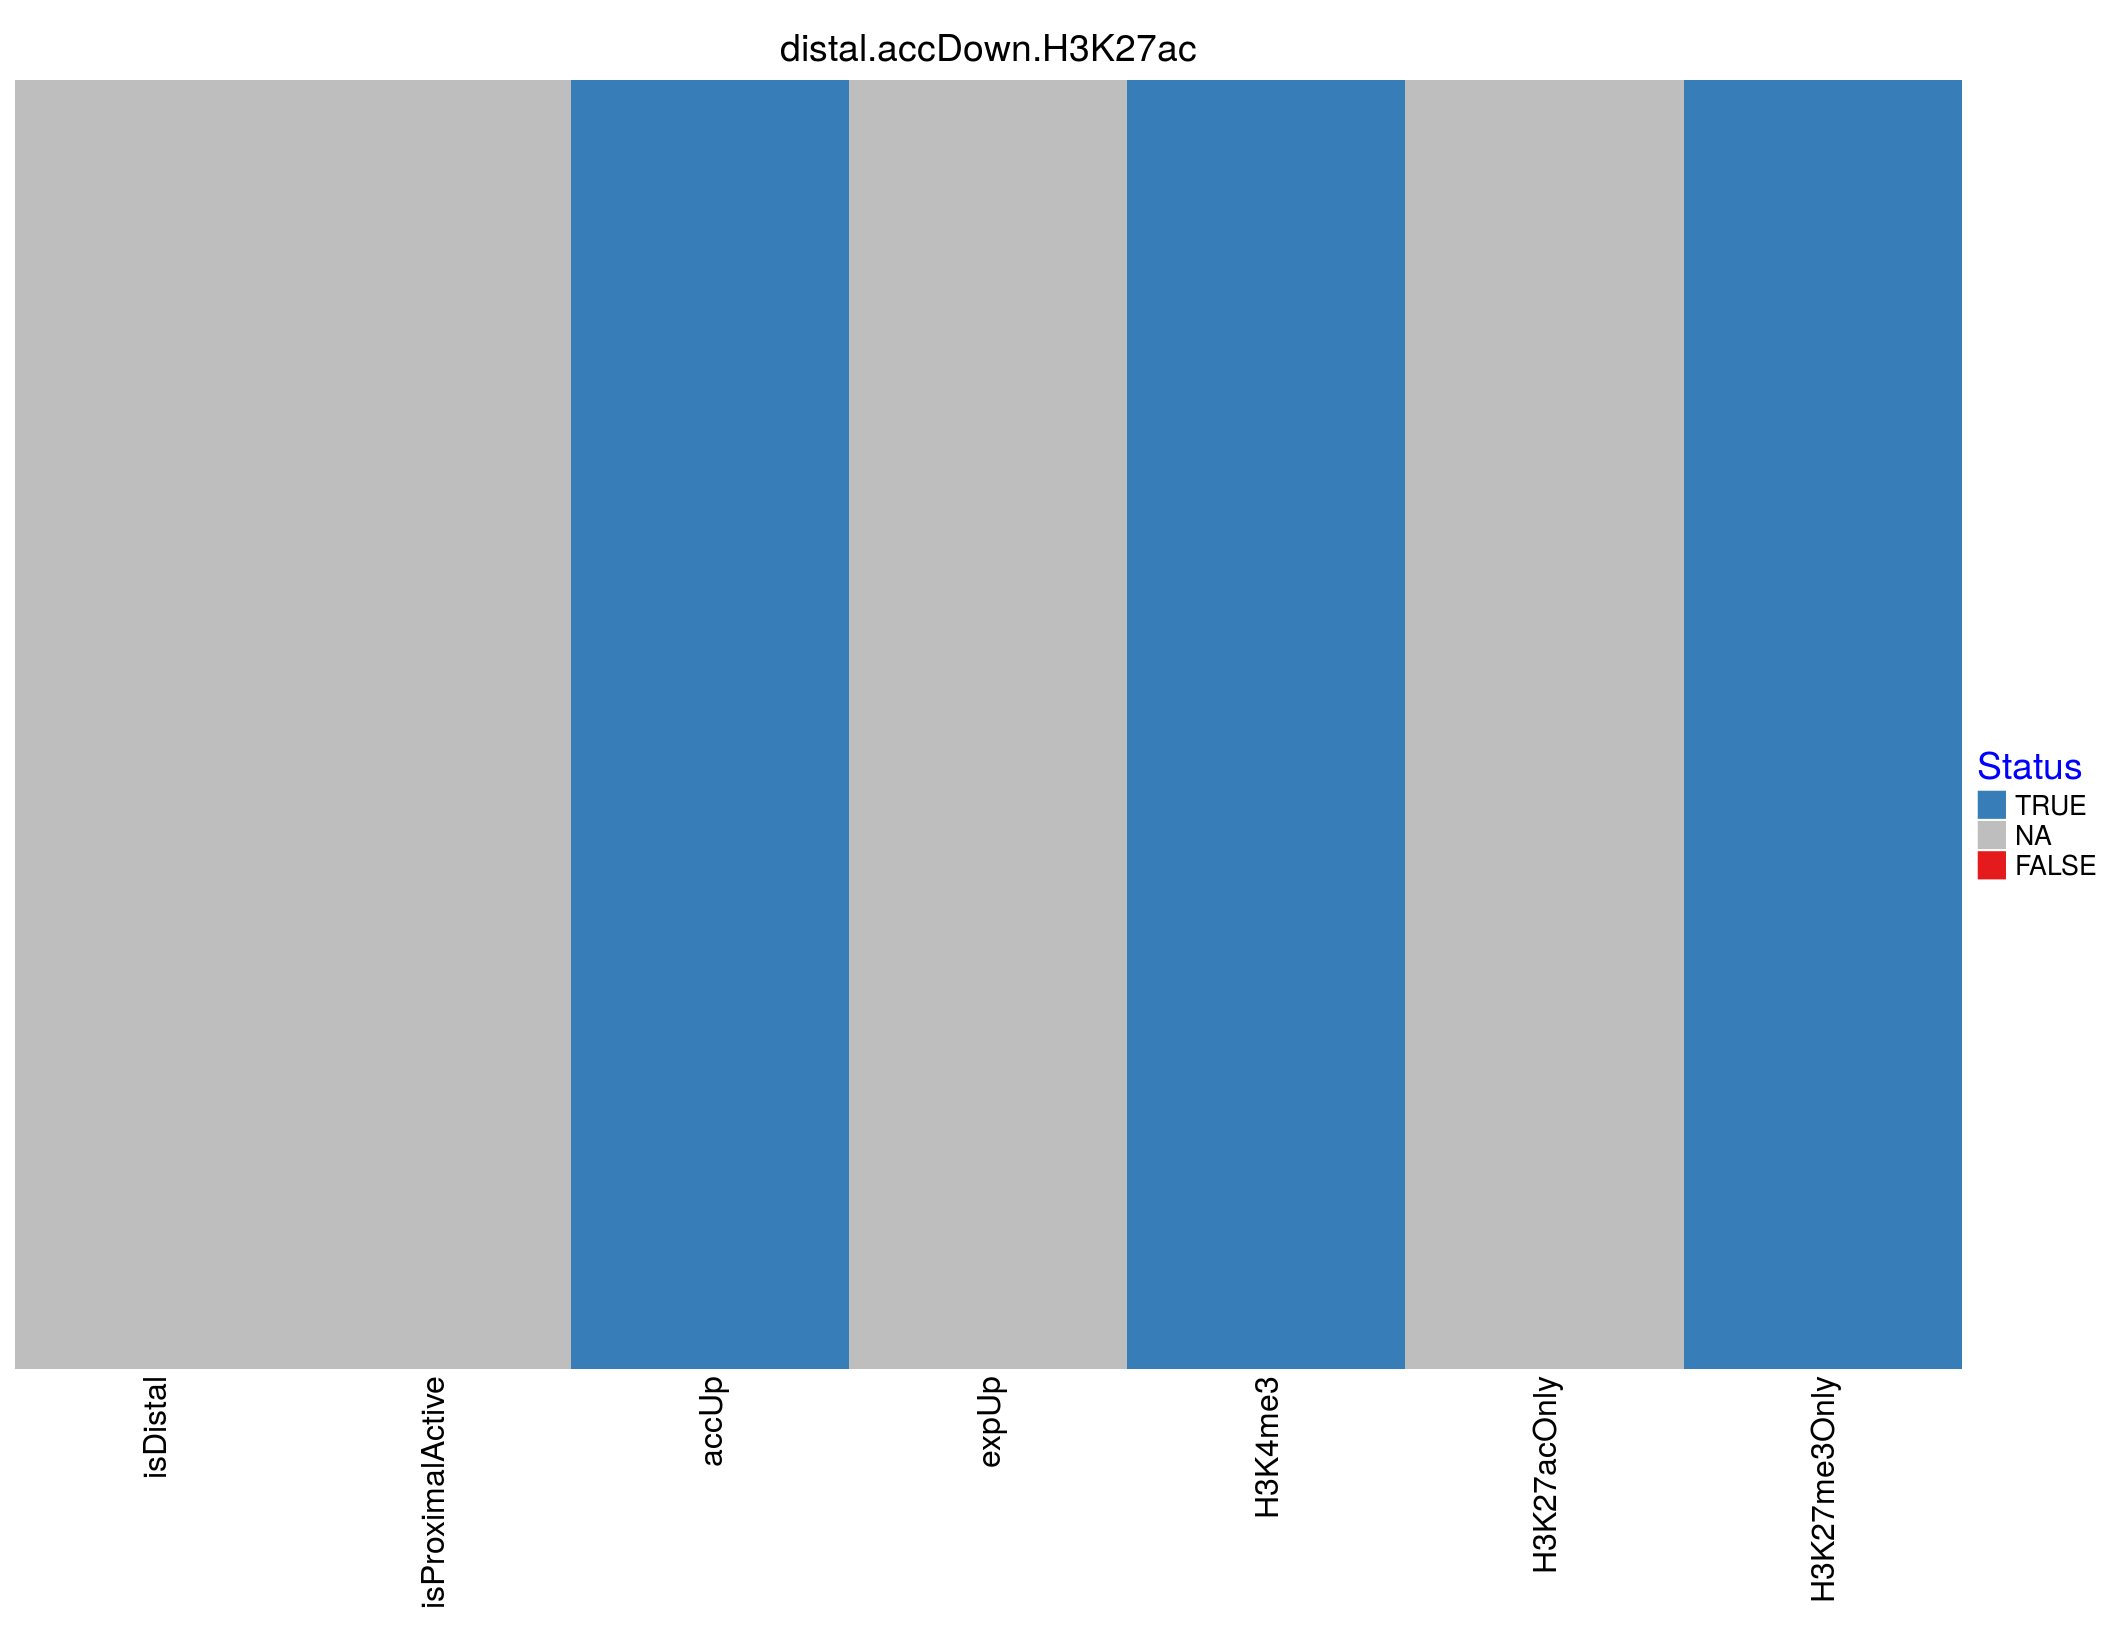 distal.accDown.H3K27ac
Status
TRUE
NA
FALSE
isDistal
isProximalActive
accUp
expUp
H3K4me3
H3K27acOnly
H3K27me3Only